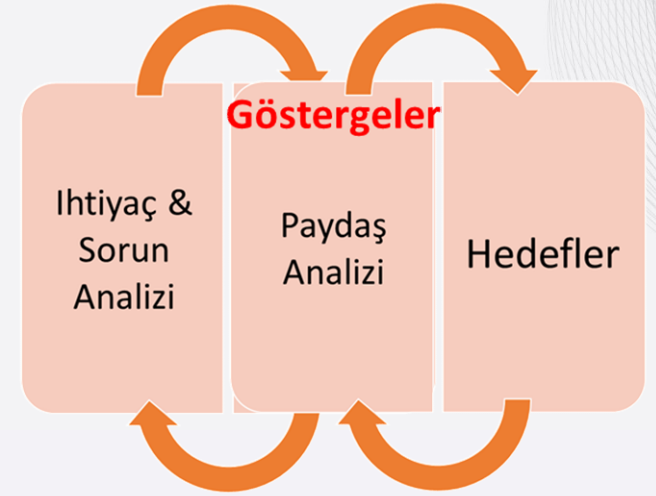 Göstergeler
Ihtiyaç &
Sorun
Analizi
Paydaş
Analizi
Hedefler